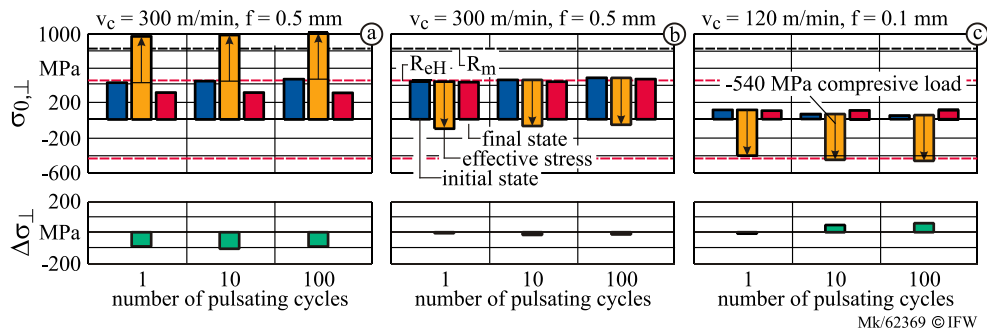 v_c = 300 m/min, f = 0.5 mm
v_c = 300 m/min, f = 0.5 mm
v_c = 120 m/min, f = 0.1 mm
a
b
c
1000
MPa
200
-200
-600
σ_0,⊥
R_eH
R_m
final state
effective stress
initial state
-540 MPa compresive load
200
MPa
-200
Δσ_⊥
1 10 100
1 10 100
1 10 100
number of pulsating cycles
number of pulsating cycles
number of pulsating cycles
Mk/62369 © IFW